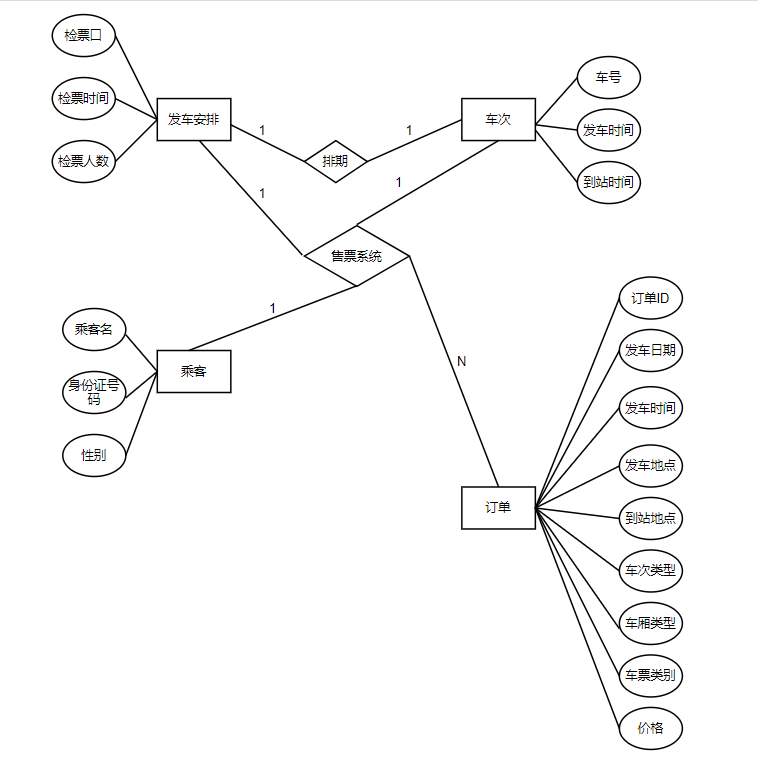 检票口
检票时间
检票人数
发车安排
1
排期
1
车次
车号
发车时间
到站时间
1
1
售票系统
1
N
乘客名
身份证号
码
性别
乘客
订单
订单ID
发车日期
发车时间
发车地点
到站地点
车次类型
车厢类型
车票类别
价格